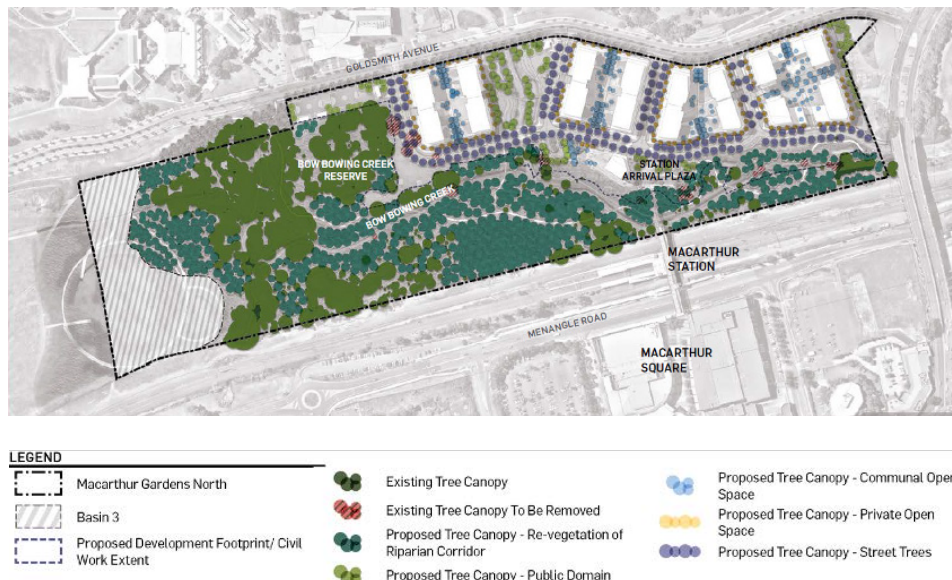 GOLDSMITH AVENUE
BOW BOWING CREEK
RESERVE
BOW BOWING CREEK
STATION
ARRIVAL PLAZA
MACARTHUR
STATION
MENANGLE ROAD
MACARTHUR
SQUARE
LEGEND
Macarthur Gardens North
Basin 3
Proposed Development Footprint/ Civil
Work Extent
Existing Tree Canopy
Existing Tree Canopy To Be Removed
Proposed Tree Canopy - Re-vegetation of
Riparian Corridor
Proposed Tree Canopy - Public Domain
Proposed Tree Canopy - Communal Open
Space
Proposed Tree Canopy - Private Open
Space
Proposed Tree Canopy - Street Trees